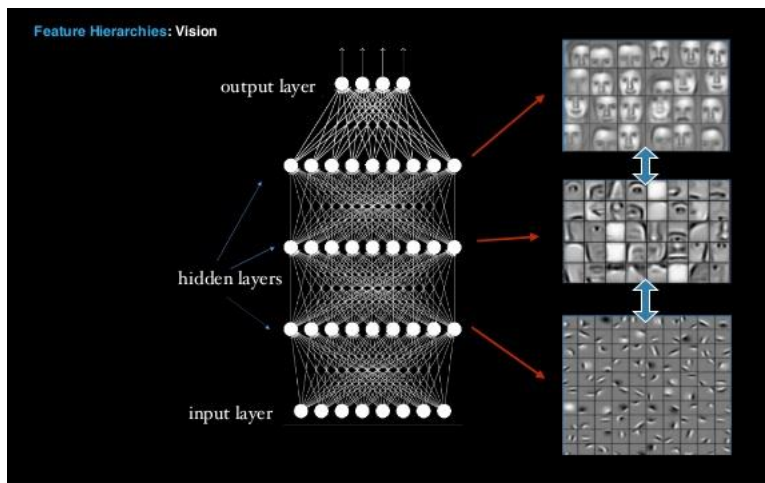 Feature Hierarchies: Vision
output layer
hidden layers
input layer